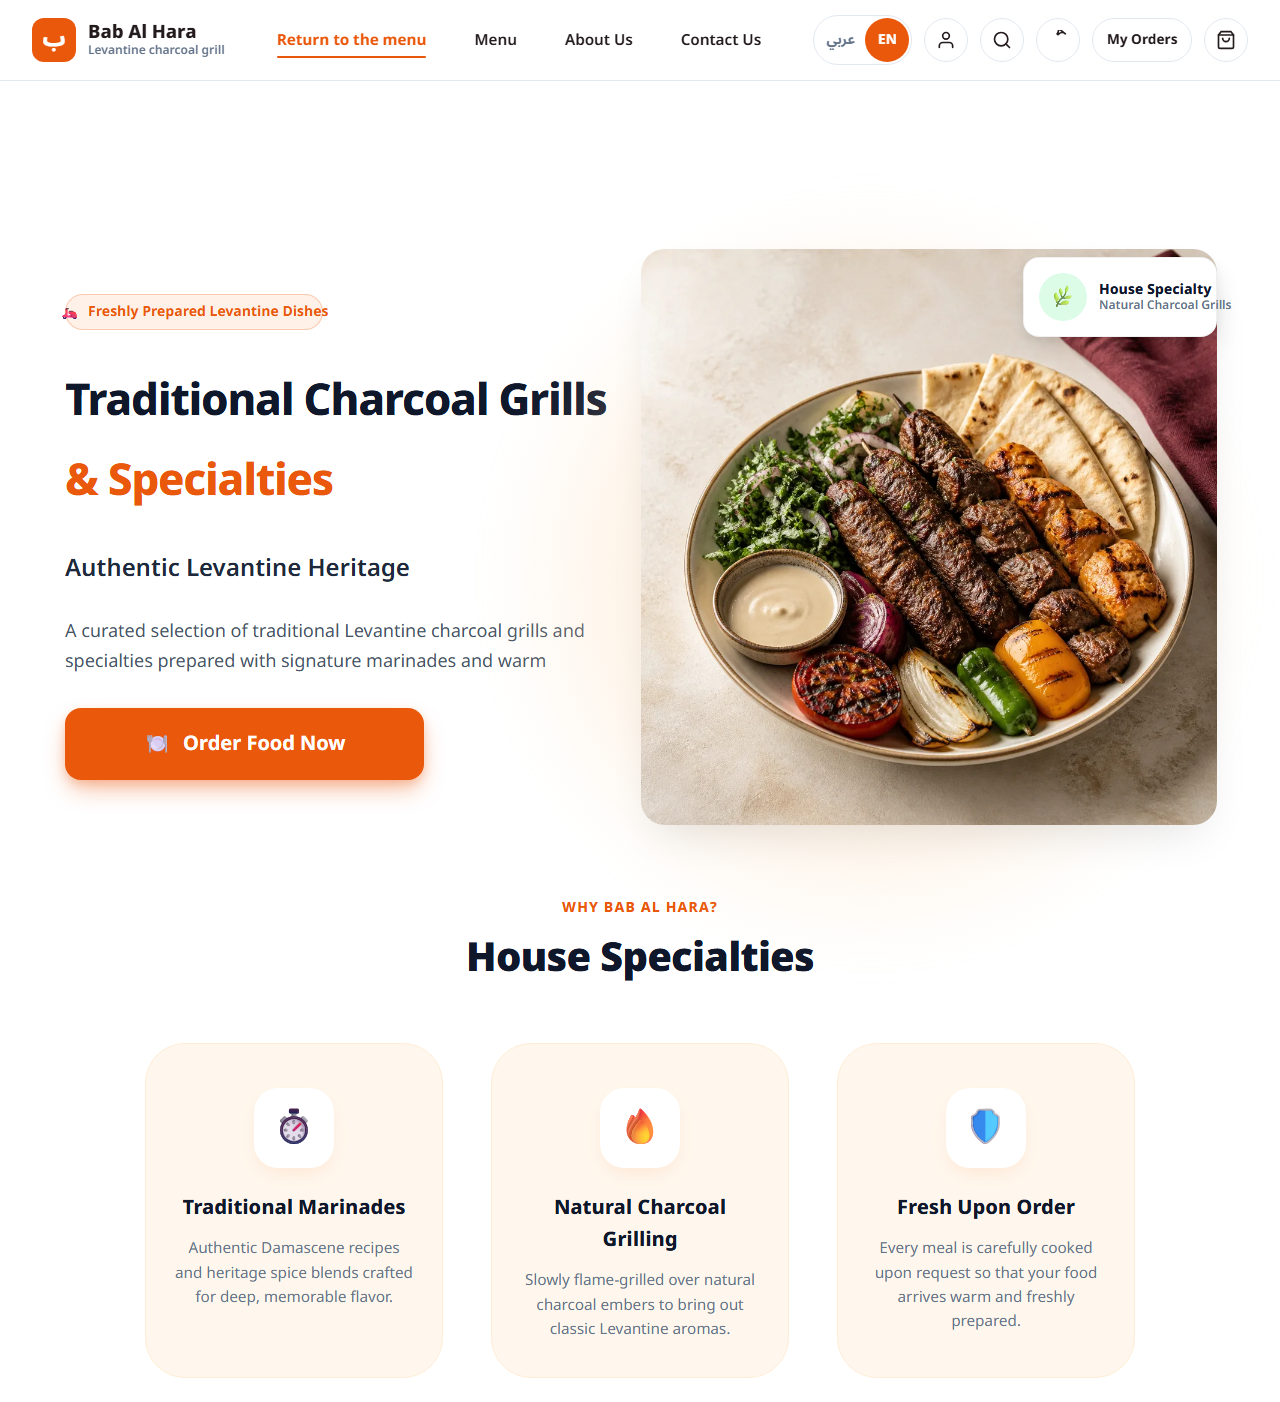 ب
Bab Al Hara
Levantine charcoal grill
Return to the menu
Menu
About Us
Contact Us
عربي
EN
My Orders
Freshly Prepared Levantine Dishes
House Specialty
Natural Charcoal Grills
Traditional Charcoal Grills
& Specialties
Authentic Levantine Heritage
A curated selection of traditional Levantine charcoal grills and
specialties prepared with signature marinades and warm
Order Food Now
WHY BAB AL HARA?
House Specialties
Traditional Marinades
Authentic Damascene recipes
and heritage spice blends crafted
for deep, memorable flavor.
Natural Charcoal
Grilling
Slowly flame-grilled over natural
charcoal embers to bring out
classic Levantine aromas.
Fresh Upon Order
Every meal is carefully cooked
upon request so that your food
arrives warm and freshly
prepared.